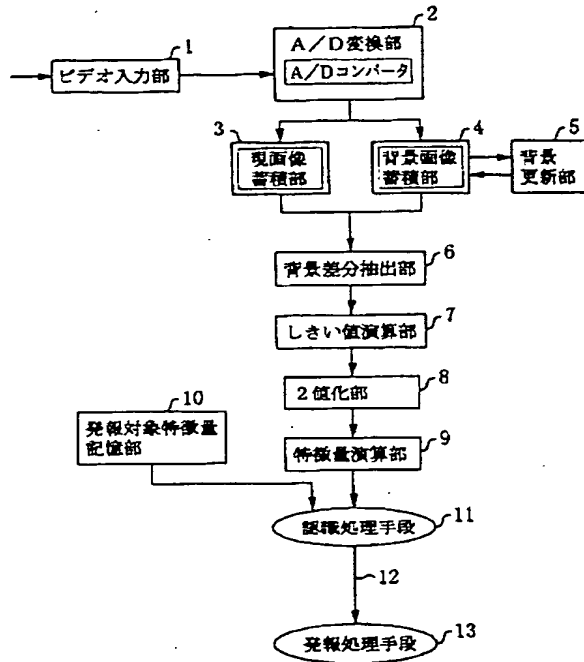 1
ビデオ入力部
2
A/D変換部
A/Dコンバータ
3
現画像
蓄積部
4
背景画像
蓄積部
5
背景
更新部
6
背景差分抽出部
7
しきい値演算部
8
2値化部
9
特徴量演算部
10
発報対象特徴量
記憶部
11
認識処理手段
12
発報処理手段
13